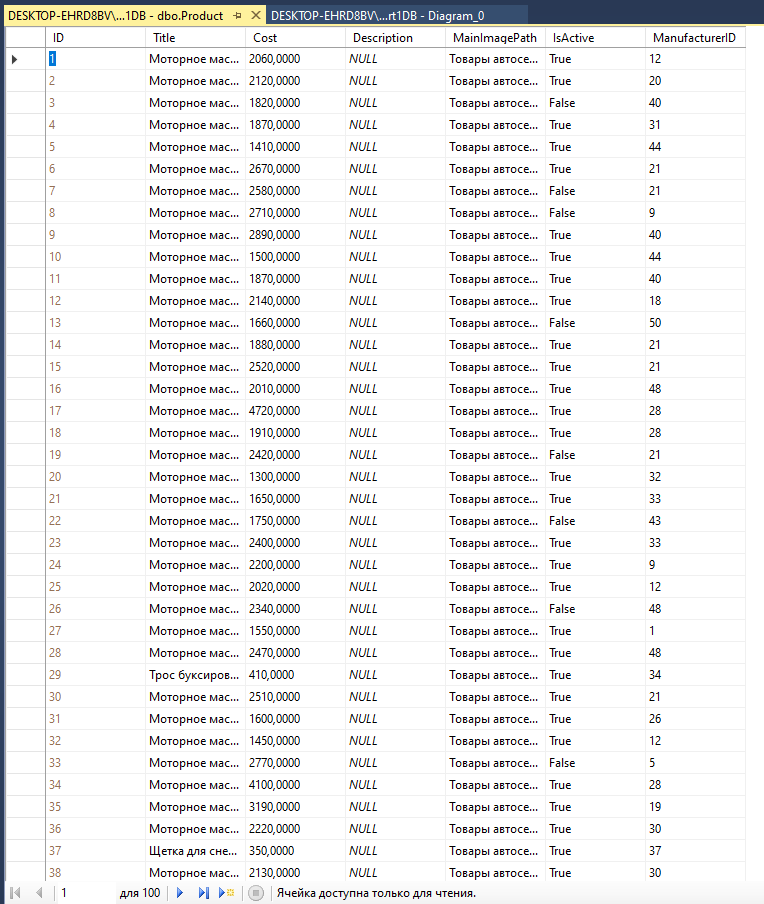 DESKTOP-EHRD8BV\...1DB - dbo.Product DESKTOP-EHRD8BV\...rt1DB - Diagram_0
ID Title Cost Description MainImagePath IsActive ManufacturerID
1 Моторное мас... 2060,0000 NULL Товары автосе... True 12
2 Моторное мас... 2120,0000 NULL Товары автосе... True 20
3 Моторное мас... 1820,0000 NULL Товары автосе... False 40
4 Моторное мас... 1870,0000 NULL Товары автосе... True 31
5 Моторное мас... 1410,0000 NULL Товары автосе... True 44
6 Моторное мас... 2670,0000 NULL Товары автосе... True 21
7 Моторное мас... 2580,0000 NULL Товары автосе... False 21
8 Моторное мас... 2710,0000 NULL Товары автосе... False 9
9 Моторное мас... 2890,0000 NULL Товары автосе... True 40
10 Моторное мас... 1500,0000 NULL Товары автосе... True 44
11 Моторное мас... 1870,0000 NULL Товары автосе... True 40
12 Моторное мас... 2140,0000 NULL Товары автосе... True 18
13 Моторное мас... 1660,0000 NULL Товары автосе... False 50
14 Моторное мас... 1880,0000 NULL Товары автосе... True 21
15 Моторное мас... 2520,0000 NULL Товары автосе... True 21
16 Моторное мас... 2010,0000 NULL Товары автосе... True 48
17 Моторное мас... 4720,0000 NULL Товары автосе... True 28
18 Моторное мас... 1910,0000 NULL Товары автосе... True 28
19 Моторное мас... 2420,0000 NULL Товары автосе... False 21
20 Моторное мас... 1300,0000 NULL Товары автосе... True 32
21 Моторное мас... 1650,0000 NULL Товары автосе... True 33
22 Моторное мас... 1750,0000 NULL Товары автосе... False 43
23 Моторное мас... 2400,0000 NULL Товары автосе... True 33
24 Моторное мас... 2200,0000 NULL Товары автосе... True 9
25 Моторное мас... 2020,0000 NULL Товары автосе... True 12
26 Моторное мас... 2340,0000 NULL Товары автосе... False 48
27 Моторное мас... 1550,0000 NULL Товары автосе... True 1
28 Моторное мас... 2470,0000 NULL Товары автосе... True 48
29 Трос буксиров... 410,0000 NULL Товары автосе... True 34
30 Моторное мас... 2510,0000 NULL Товары автосе... True 21
31 Моторное мас... 1600,0000 NULL Товары автосе... True 26
32 Моторное мас... 1450,0000 NULL Товары автосе... True 12
33 Моторное мас... 2770,0000 NULL Товары автосе... False 5
34 Моторное мас... 4100,0000 NULL Товары автосе... True 28
35 Моторное мас... 3190,0000 NULL Товары автосе... True 19
36 Моторное мас... 2220,0000 NULL Товары автосе... True 30
37 Щетка для сне... 350,0000 NULL Товары автосе... True 37
38 Моторное мас... 2130,0000 NULL Товары автосе... True 30
1 для 100 Ячейка доступна только для чтения.